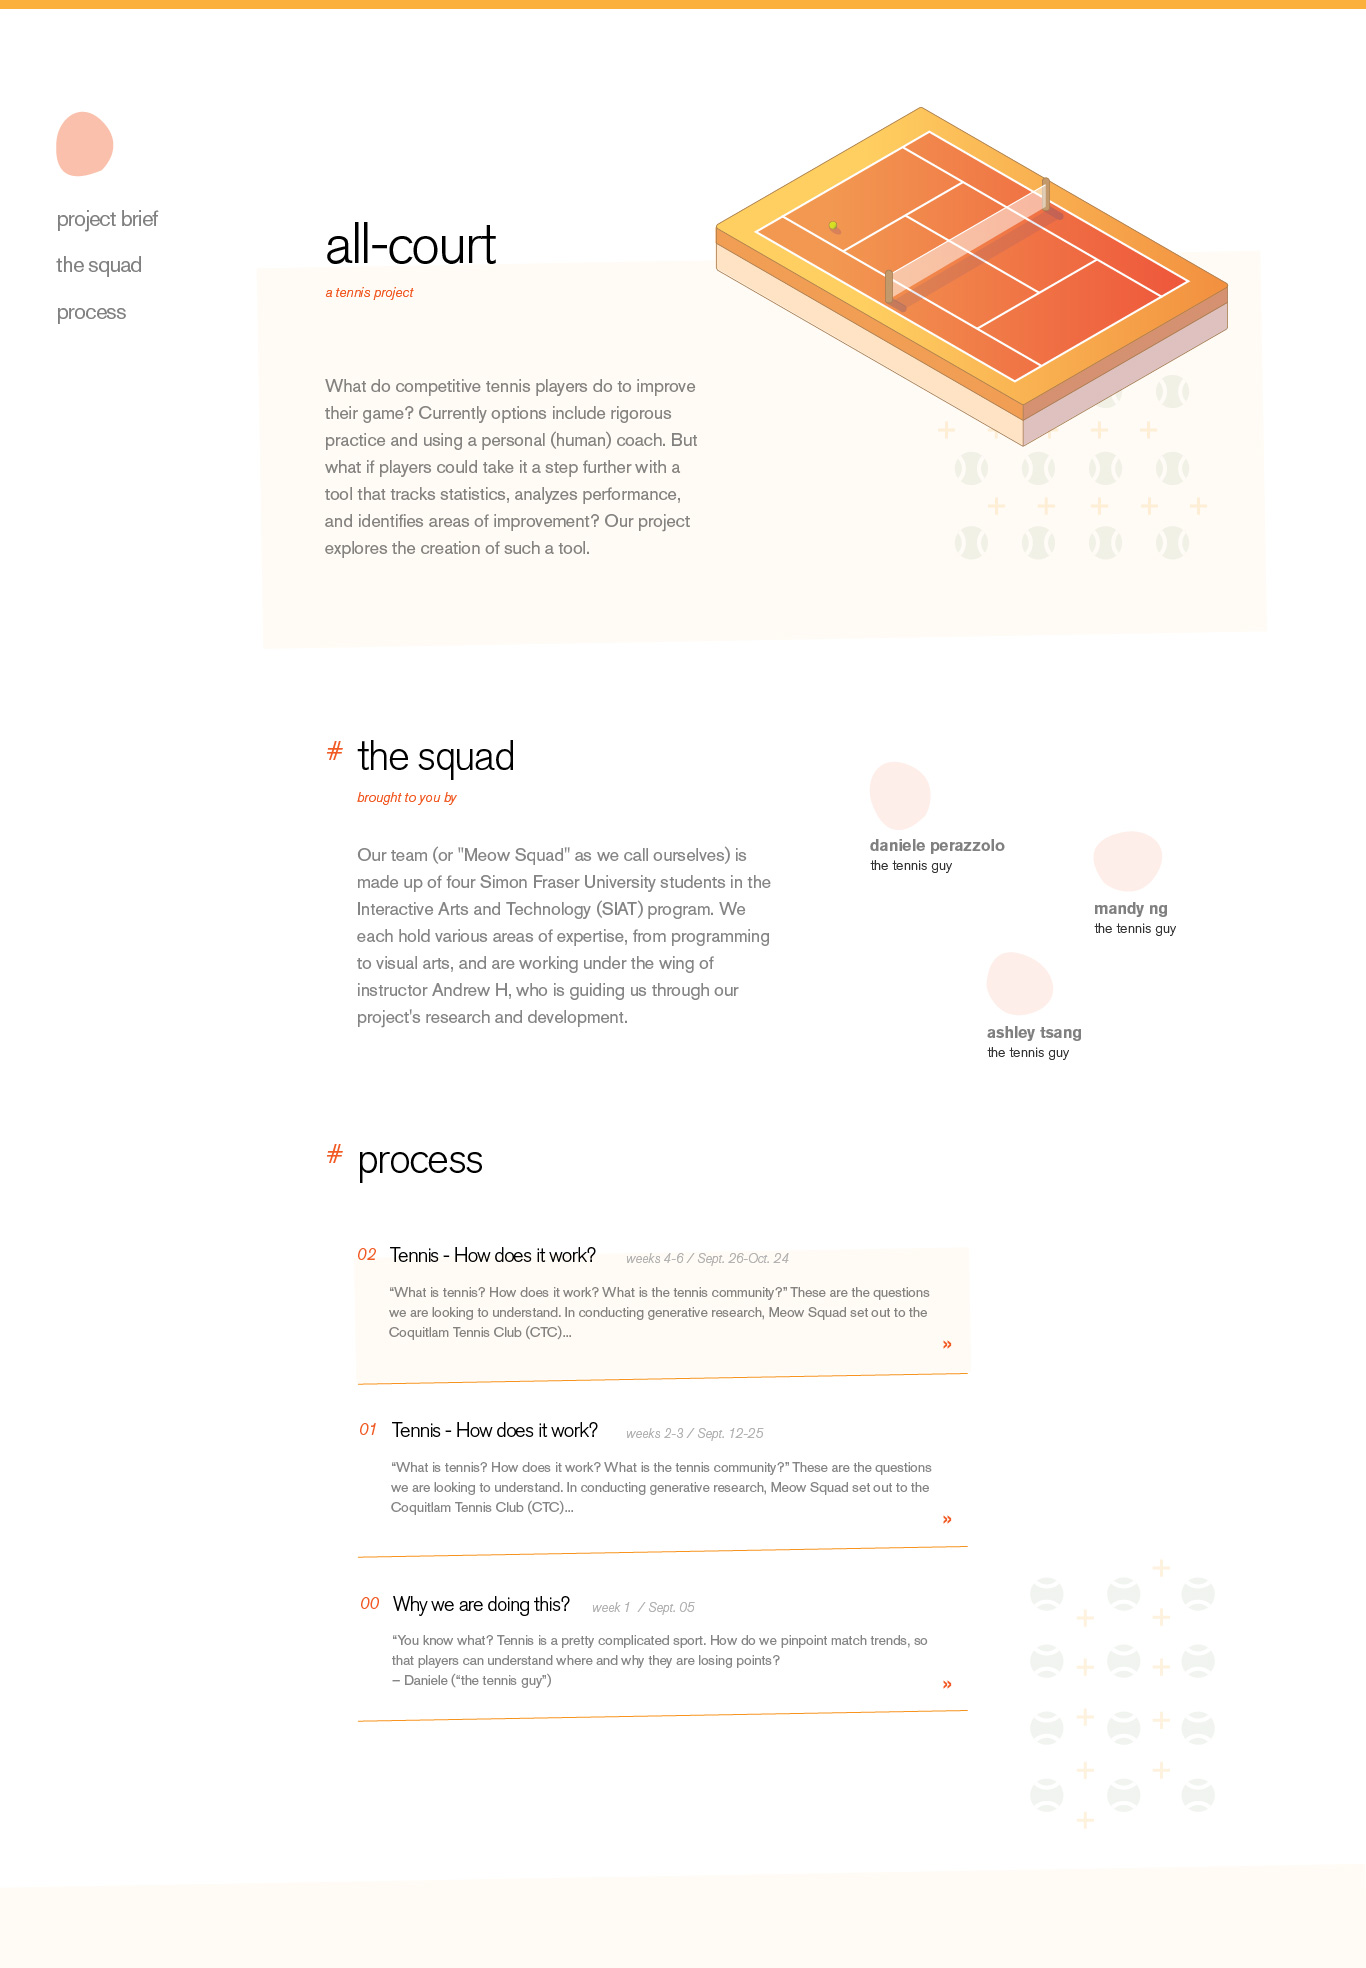 project brief
the squad
process
all-court
a tennis project
What do competitive tennis players do to improve
their game? Currently options include rigorous
practice and using a personal (human) coach. But
what if players could take it a step further with a
tool that tracks statistics, analyzes performance,
and identifies areas of improvement? Our project
explores the creation of such a tool.
# the squad
brought to you by
Our team (or "Meow Squad" as we call ourselves) is
made up of four Simon Fraser University students in the
Interactive Arts and Technology (SIAT) program. We
each hold various areas of expertise, from programming
to visual arts, and are working under the wing of
instructor Andrew H, who is guiding us through our
project's research and development.
daniele perazzolo
the tennis guy
mandy ng
the tennis guy
ashley tsang
the tennis guy
# process
02 Tennis - How does it work? weeks 4-6 / Sept. 26-Oct. 24
“What is tennis? How does it work? What is the tennis community?” These are the questions
we are looking to understand. In conducting generative research, Meow Squad set out to the
Coquitlam Tennis Club (CTC)...
»
01 Tennis - How does it work? weeks 2-3 / Sept. 12-25
“What is tennis? How does it work? What is the tennis community?” These are the questions
we are looking to understand. In conducting generative research, Meow Squad set out to the
Coquitlam Tennis Club (CTC)...
»
00 Why we are doing this? week 1 / Sept. 05
“You know what? Tennis is a pretty complicated sport. How do we pinpoint match trends, so
that players can understand where and why they are losing points?
– Daniele (“the tennis guy”)
»